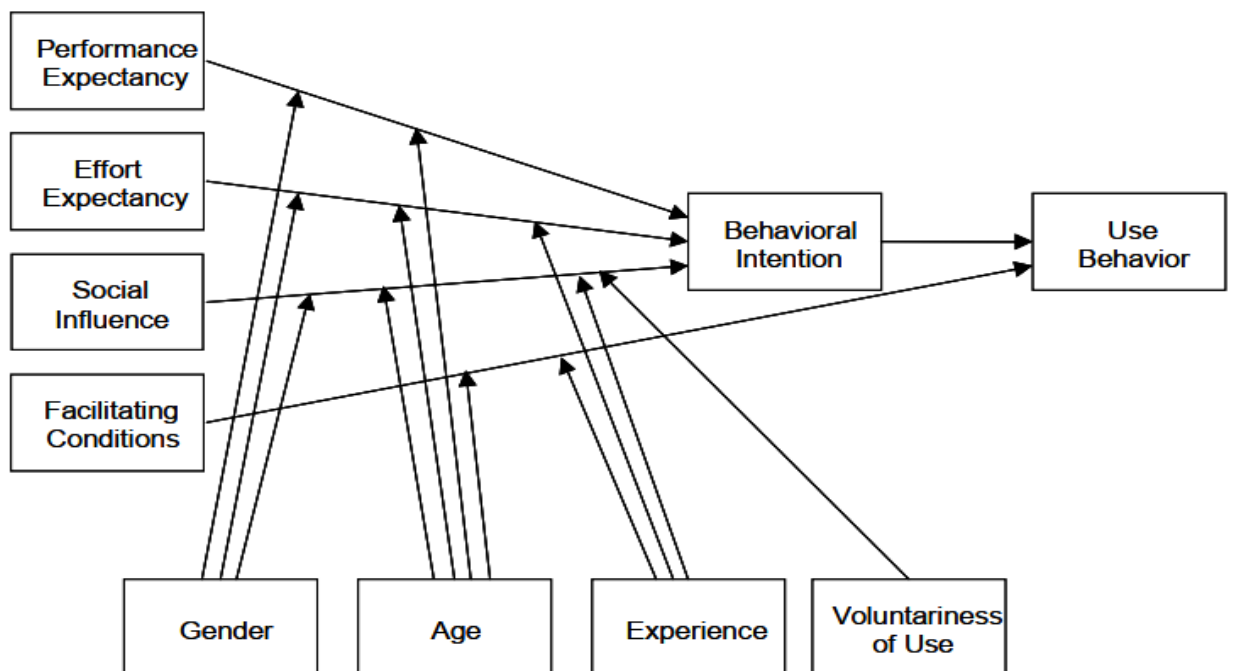 Performance
Expectancy
Effort
Expectancy
Social
Influence
Facilitating
Conditions
Behavioral
Intention
Use
Behavior
Gender
Age
Experience
Voluntariness
of Use